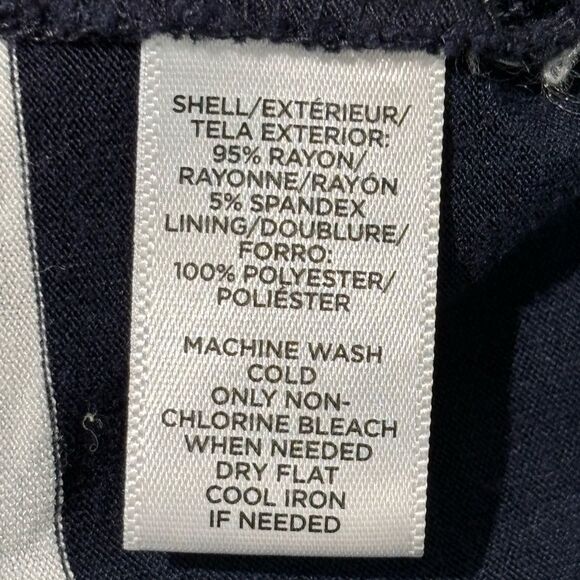 SHELL/EXTÉRIEUR/
TELA EXTERIOR:
95% RAYON/
RAYONNE/RAYÓN
5% SPANDEX
LINING/DOUBLURE/
FORRO:
100% POLYESTER/
POLIÉSTER
MACHINE WASH
COLD
ONLY NON-
CHLORINE BLEACH
WHEN NEEDED
DRY FLAT
COOL IRON
IF NEEDED